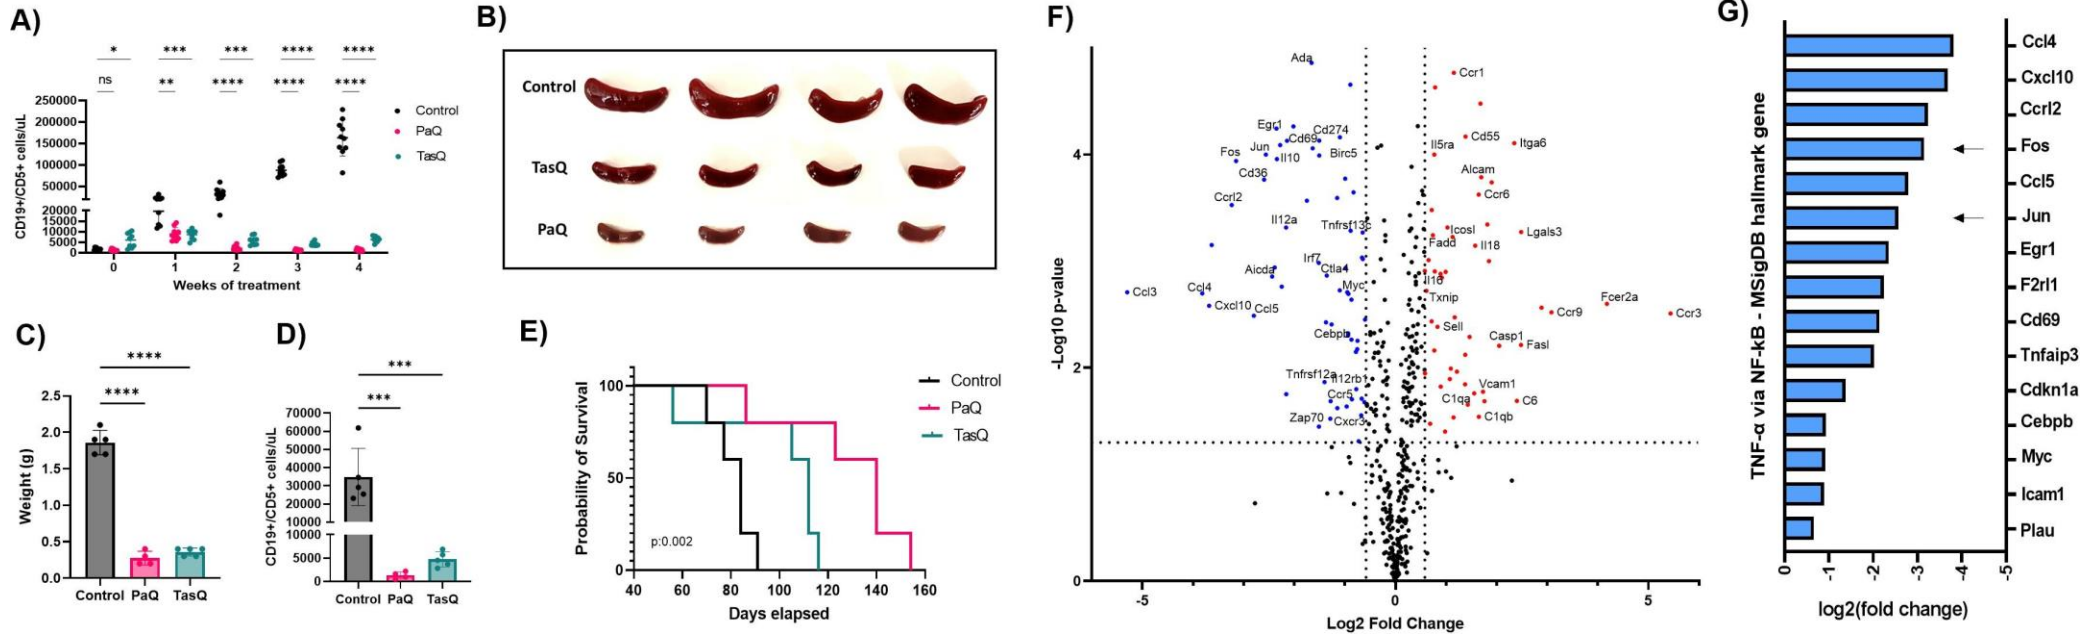 A)
* *** *** **** ****
ns ** **** **** ****
CD19+/CD5+ cells/uL
250000
200000
150000
100000
50000
20000
15000
10000
5000
0
0 1 2 3 4
Weeks of treatment
Control
PaQ
TasQ
B)
Control
TasQ
PaQ
C)
****
****
Weight (g)
2.5
2.0
1.5
1.0
0.5
0.0
Control PaQ TasQ
D)
***
***
CD19+/CD5+ cells/uL
70000
60000
50000
40000
30000
20000
10000
10000
5000
0
Control PaQ TasQ
E)
Probability of Survival
100
50
0
p:0.002
40 60 80 100 120 140 160
Days elapsed
Control
PaQ
TasQ
F)
-Log10 p-value
4
2
0
-5 0 5
Log2 Fold Change
Ada
Ccr1
Egr1
Cd274
Cd69
Cd55
Itga6
Jun
Il5ra
Fos
Il10
Birc5
Cd36
Alcam
Ccr6
Ccrl2
Il12a
Tnfrsf13c
Icosl
Lgals3
Fadd
Il18
Irf7
Aicda
Ctla4
Il16
Ccl3
Ccl4
Myc
Txnip
Cxcl10
Ccl5
Fcer2a
Ccr9
Ccr3
Cebpb
Sell
Casp1
Fasl
Tnfrsf12a
Il12rb1
Vcam1
Ccr5
C1qa
C6
Zap70
Cxcr3
C1qb
G)
TNF-α via NF-kB - MSigDB hallmark gene
Ccl4
Cxcl10
Ccrl2
Fos
Ccl5
Jun
Egr1
F2rl1
Cd69
Tnfaip3
Cdkn1a
Cebpb
Myc
Icam1
Plau
0 -1 -2 -3 -4 -5
log2(fold change)